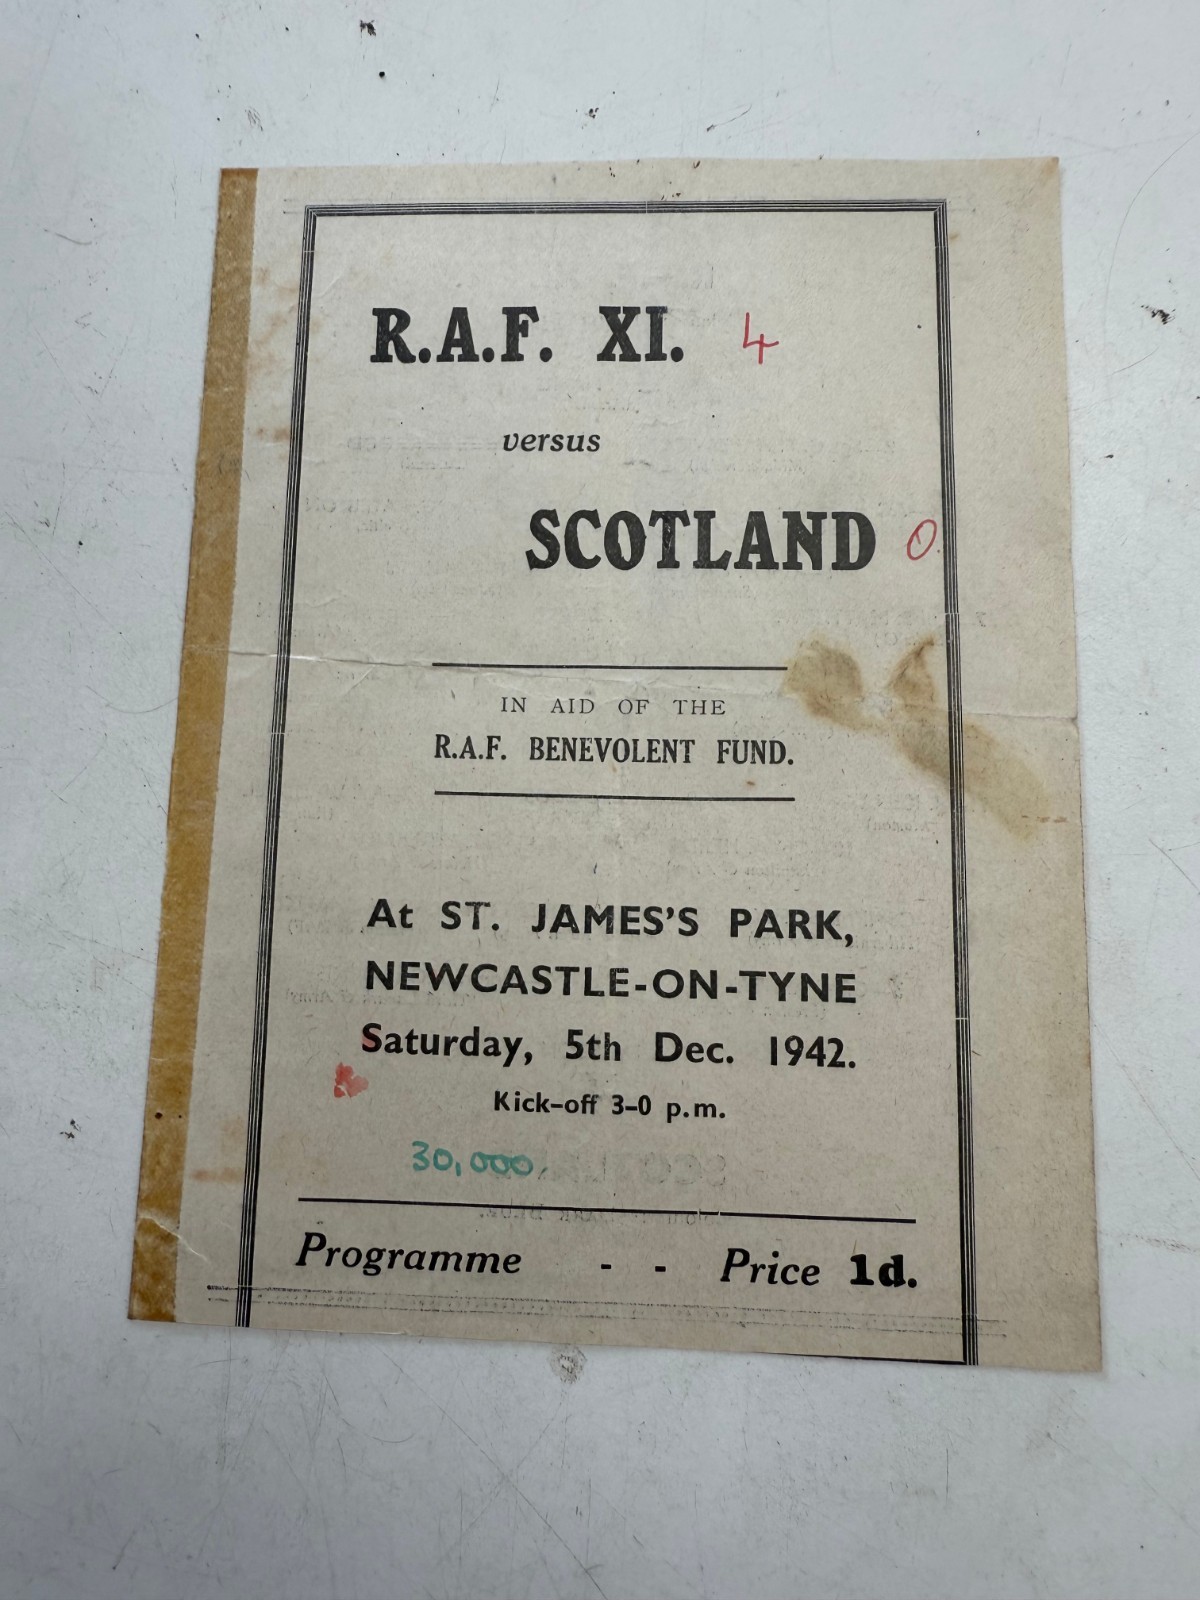 R.A.F. XI. 4
versus
SCOTLAND 0
IN AID OF THE
R.A.F. BENEVOLENT FUND.
At ST. JAMES'S PARK,
NEWCASTLE-ON-TYNE
Saturday, 5th Dec. 1942.
Kick-off 3-0 p.m.
30,000.
Programme - - Price 1d.